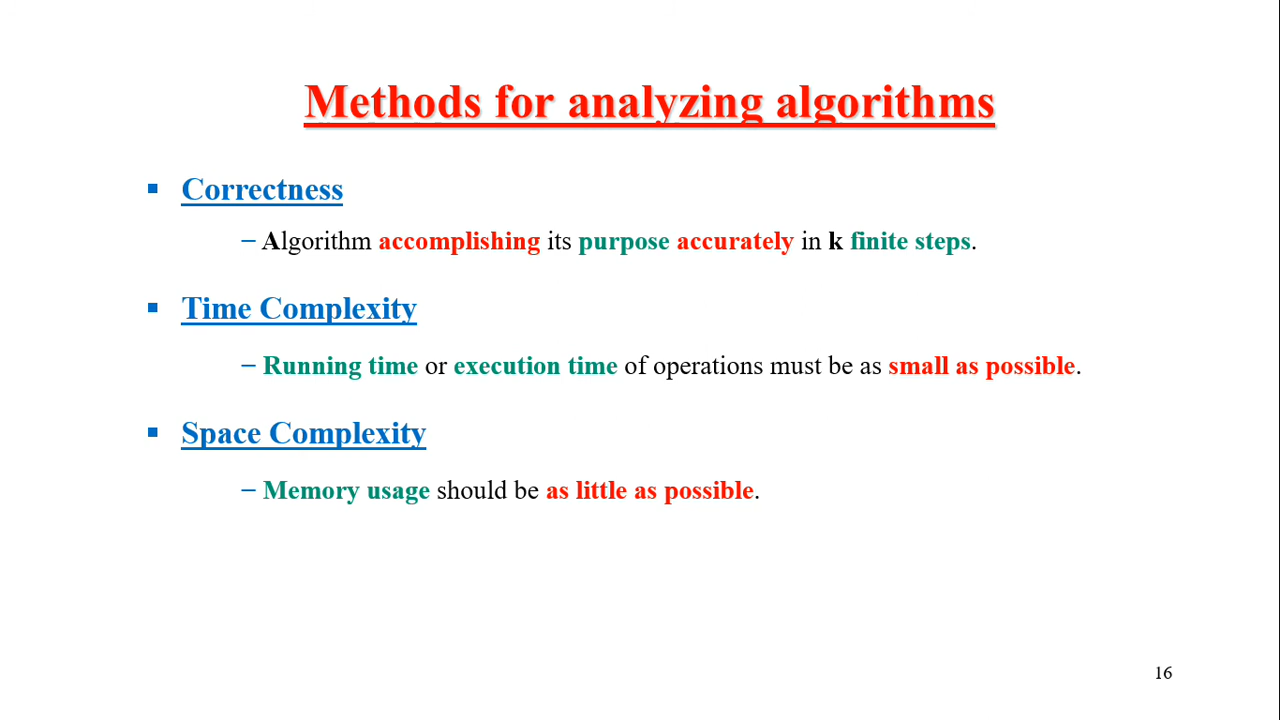 Methods for analyzing algorithms
▪ Correctness
– Algorithm accomplishing its purpose accurately in k finite steps.
▪ Time Complexity
– Running time or execution time of operations must be as small as possible.
▪ Space Complexity
– Memory usage should be as little as possible.
16